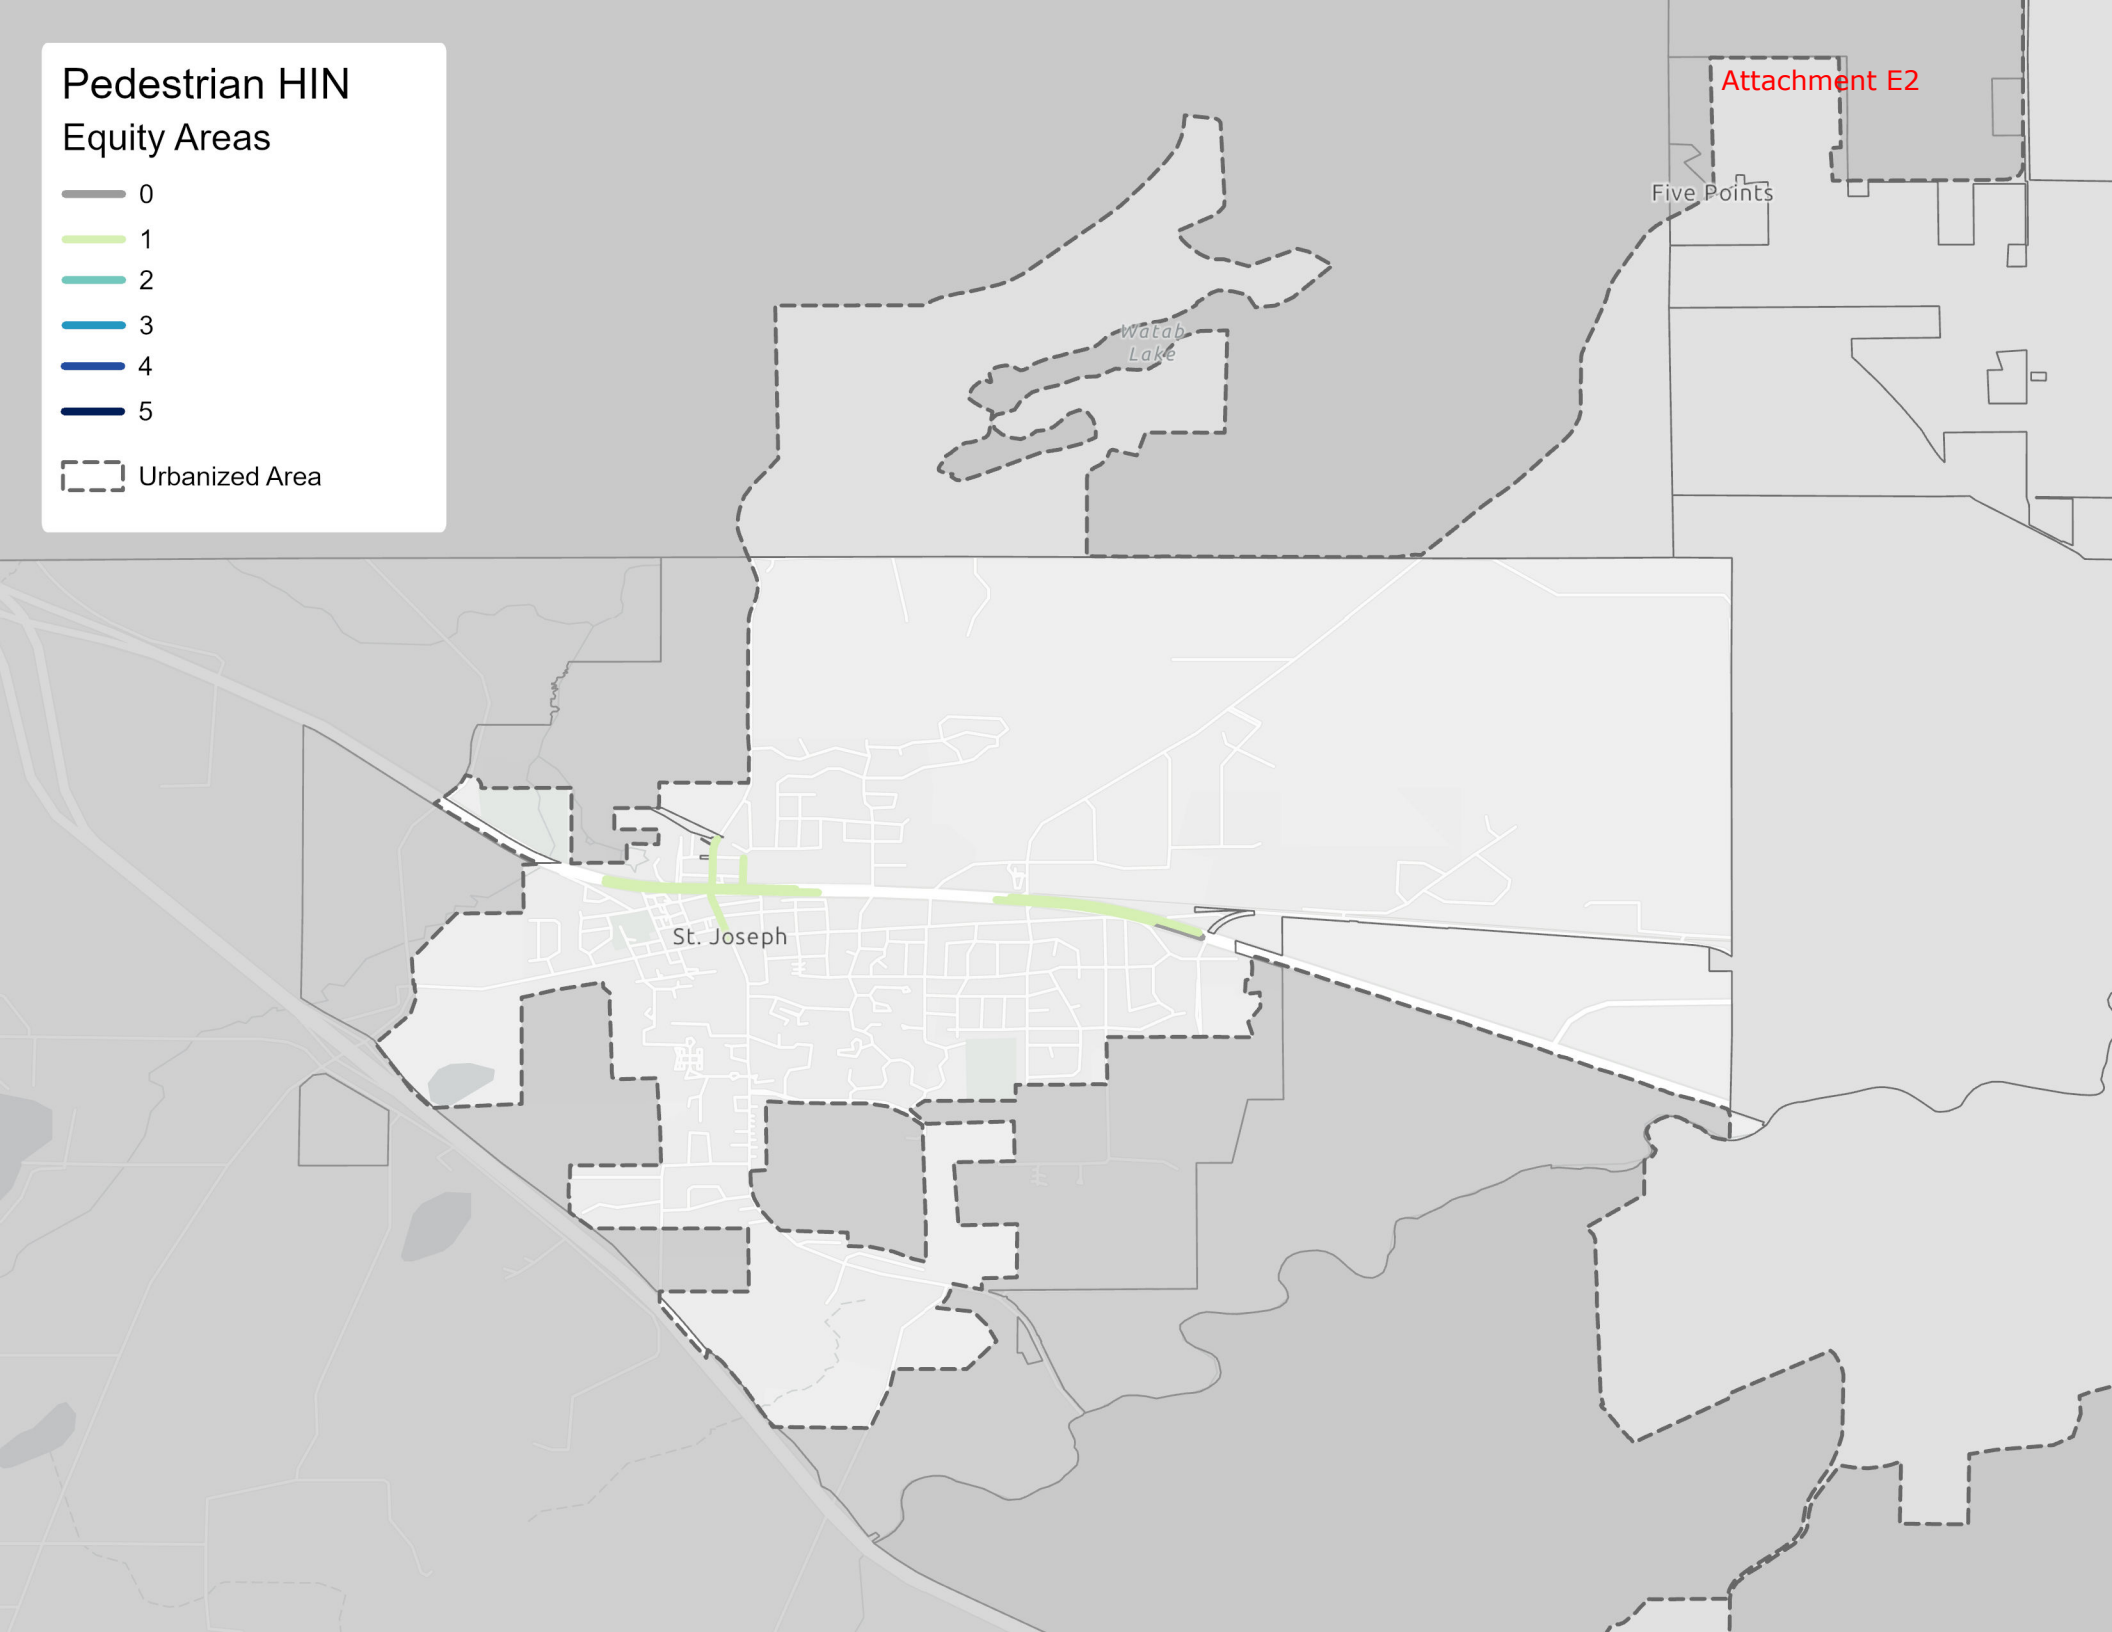 Pedestrian HIN
Equity Areas
0
1
2
3
4
5
Urbanized Area
Attachment E2
Five Points
Watab
Lake
St. Joseph